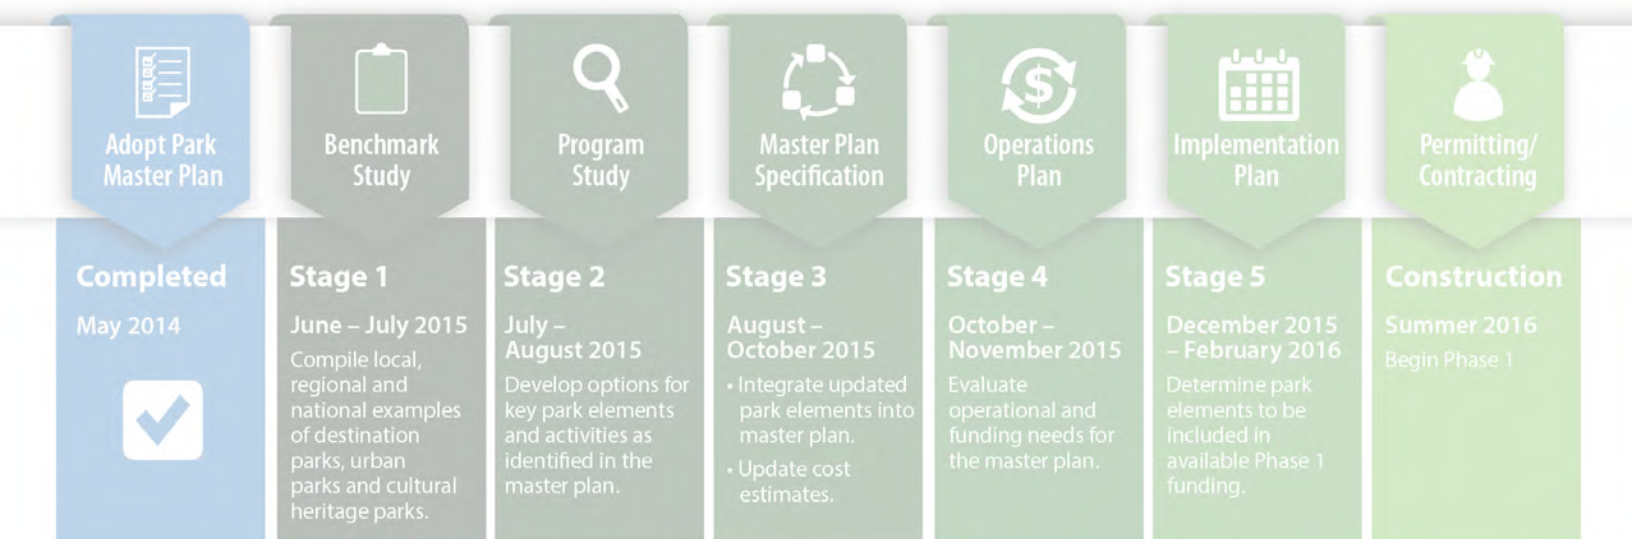 Adopt Park
Master Plan
Completed
May 2014
Benchmark
Study
Stage 1
June – July 2015
Compile local,
regional and
national examples
of destination
parks, urban
parks and cultural
heritage parks.
Program
Study
Stage 2
July –
August 2015
Develop options for
key park elements
and activities as
identified in the
master plan.
Master Plan
Specification
Stage 3
August –
October 2015
• Integrate updated
park elements into
master plan.
• Update cost
estimates.
Operations
Plan
Stage 4
October –
November 2015
Evaluate
operational and
funding needs for
the master plan.
Implementation
Plan
Stage 5
December 2015
– February 2016
Determine park
elements to be
included in
available Phase 1
funding.
Permitting/
Contracting
Construction
Summer 2016
Begin Phase 1